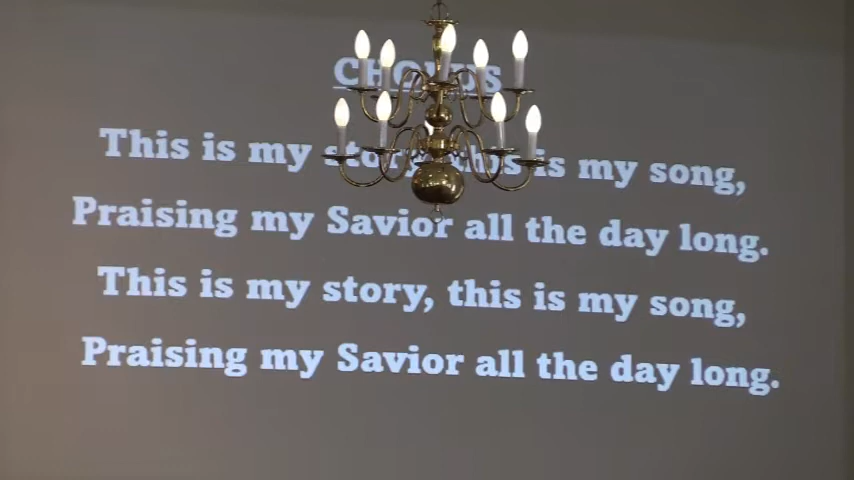 CHORUS
This is my story, this is my song,
Praising my Savior all the day long.
This is my story, this is my song,
Praising my Savior all the day long.